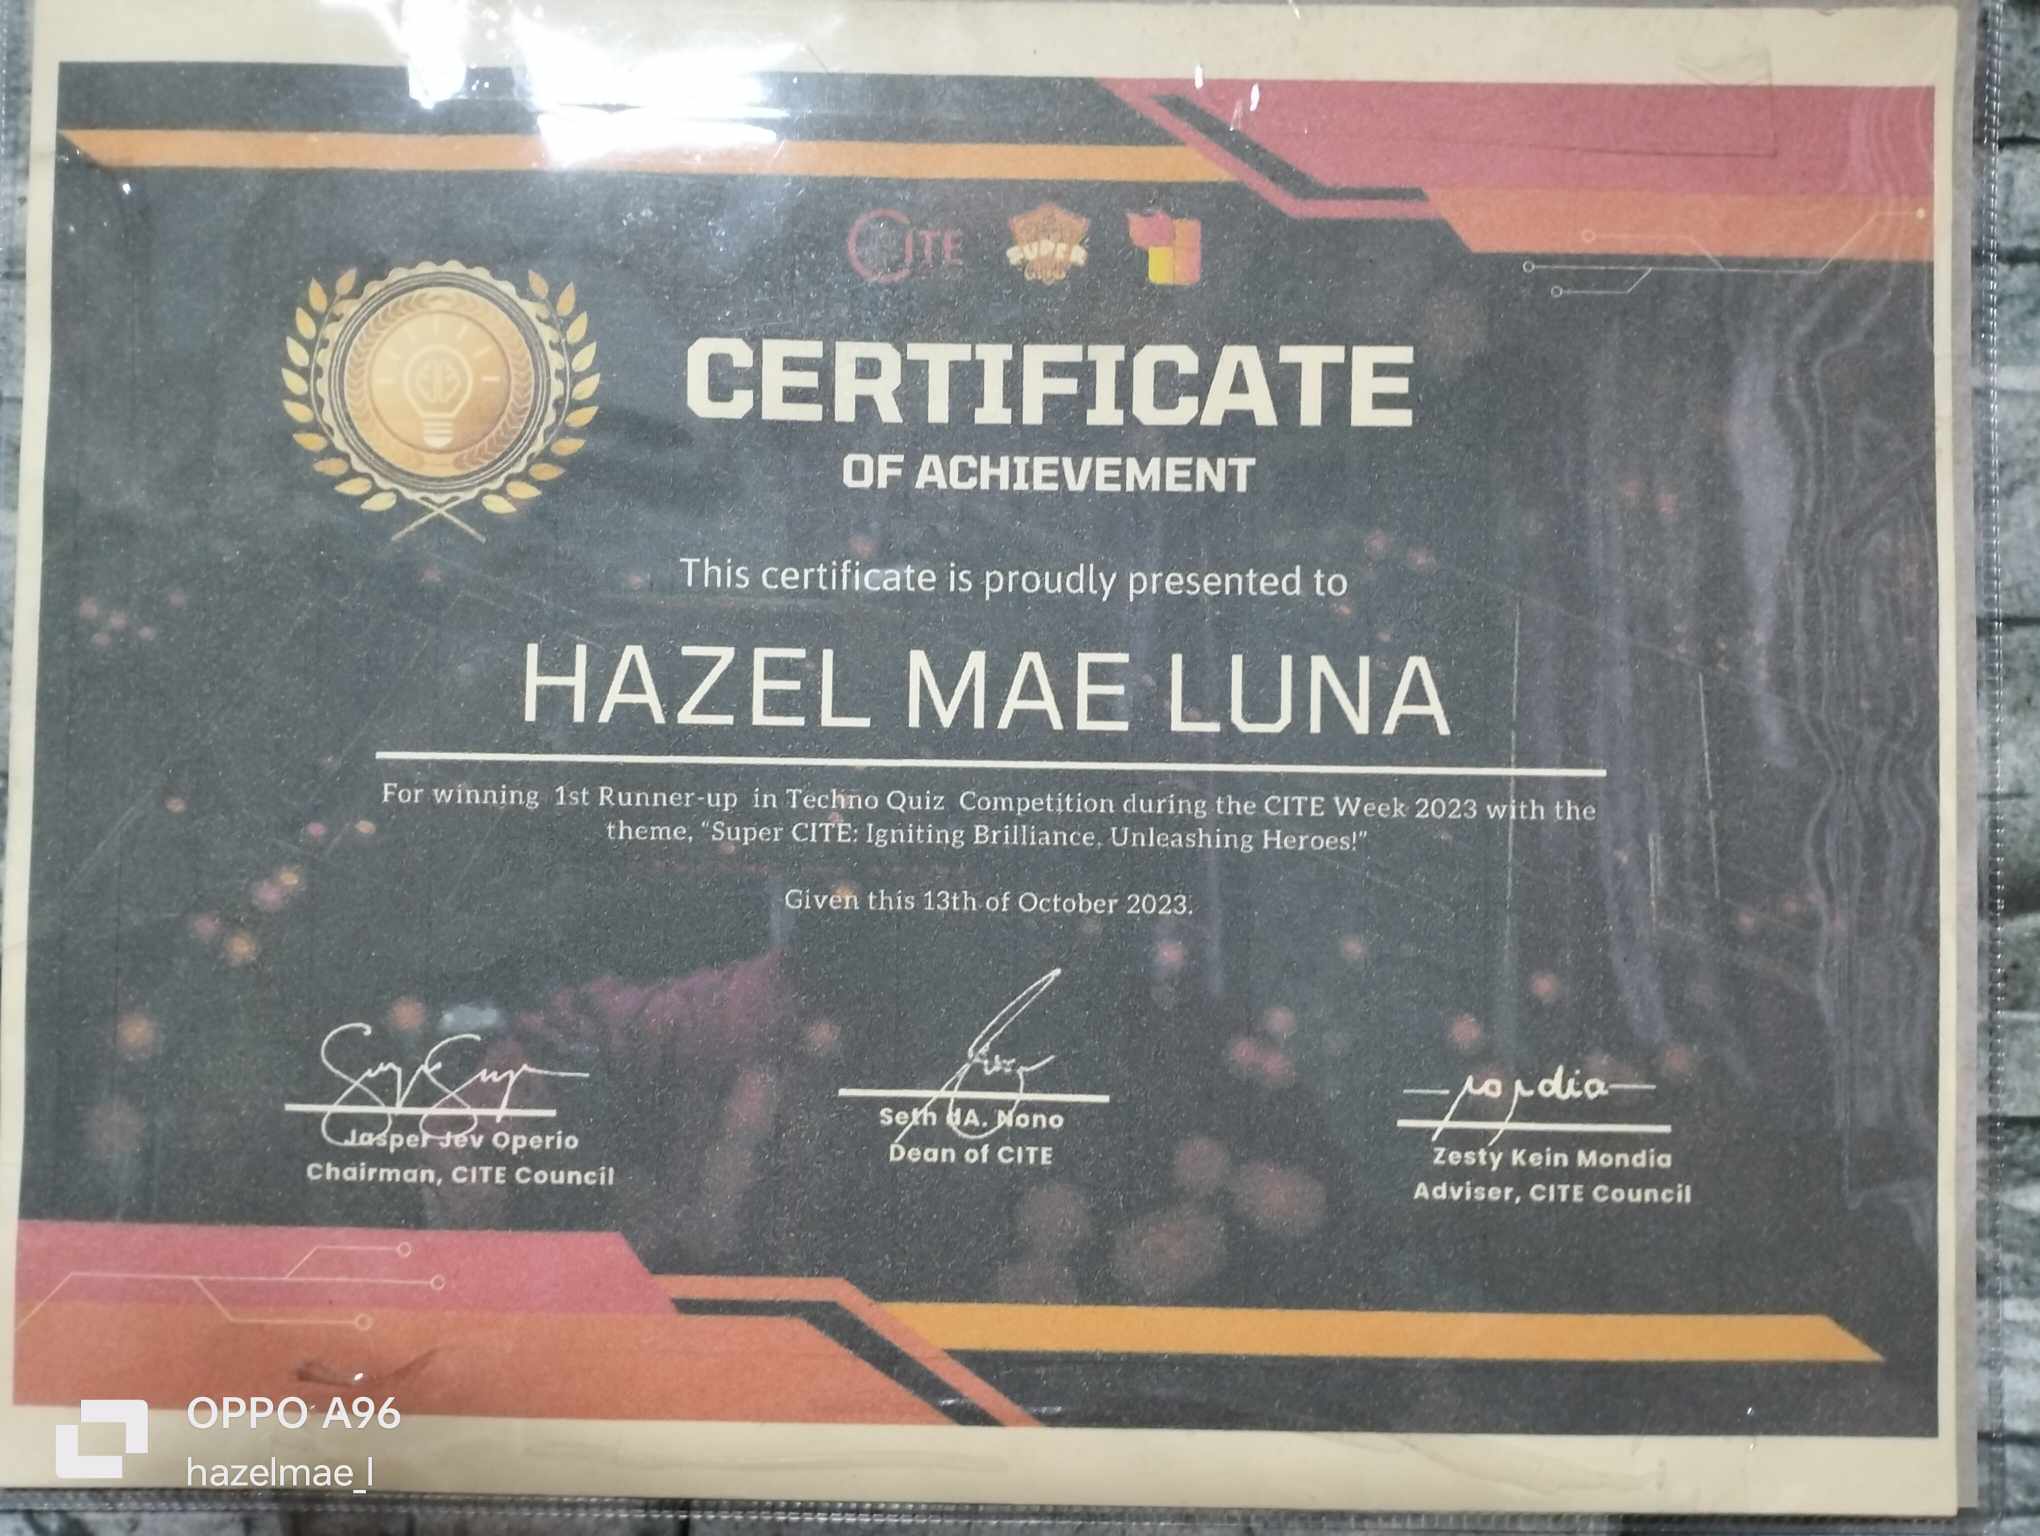 CITE
SUPER
CITE
CERTIFICATE
OF ACHIEVEMENT
This certificate is proudly presented to
HAZEL MAE LUNA
For winning 1st Runner-up in Techno Quiz Competition during the CITE Week 2023 with the
theme, “Super CITE: Igniting Brilliance, Unleashing Heroes!”
Given this 13th of October 2023.
Jasper Jev Operio
Chairman, CITE Council
Seth dA. Nono
Dean of CITE
Mondia
Zesty Kein Mondia
Adviser, CITE Council
OPPO A96
hazelmae_l